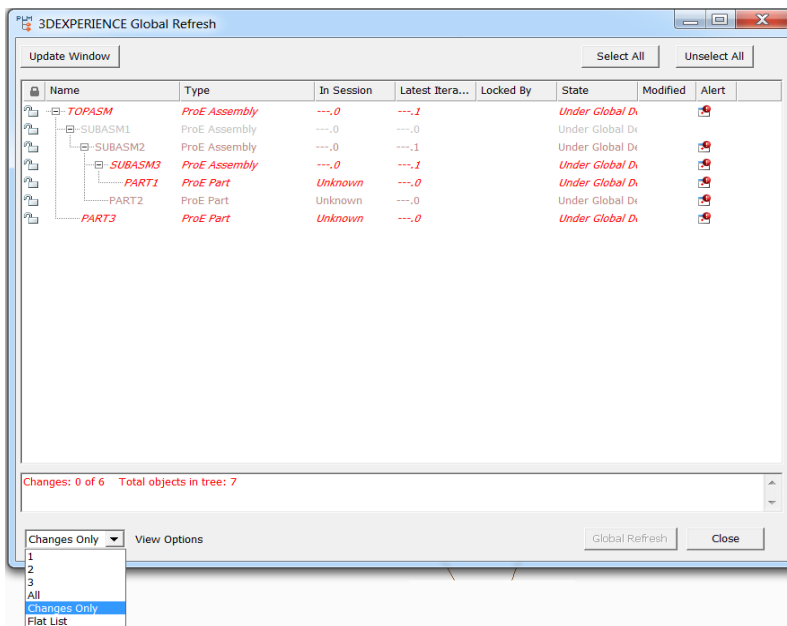 PLM 3DEXPERIENCE Global Refresh
Update Window Select All Unselect All
Name Type In Session Latest Itera... Locked By State Modified Alert
TOPASM ProE Assembly ---.0 ---.1 Under Global De
SUBASM1 ProE Assembly ---.0 ---.0 Under Global De
SUBASM2 ProE Assembly ---.0 ---.1 Under Global De
SUBASM3 ProE Assembly ---.0 ---.1 Under Global De
PART1 ProE Part Unknown ---.0 Under Global De
PART2 ProE Part Unknown ---.0 Under Global De
PART3 ProE Part Unknown ---.0 Under Global De
Changes: 0 of 6 Total objects in tree: 7
Changes Only View Options Global Refresh Close
1
2
3
All
Changes Only
Flat List